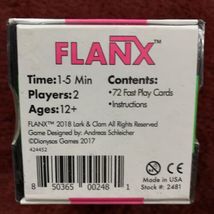 FLANX™
Time: 1-5 Min
Players: 2
Ages: 12+
Contents:
•72 Fast Play Cards
•Instructions
FLANX™ 2018 Lark & Clam All Rights Reserved
Game Designed by: Andreas Schleicher
©Dionysos Games 2017
424452
8 50365 00248 1
Made in USA
Stock #: 2481